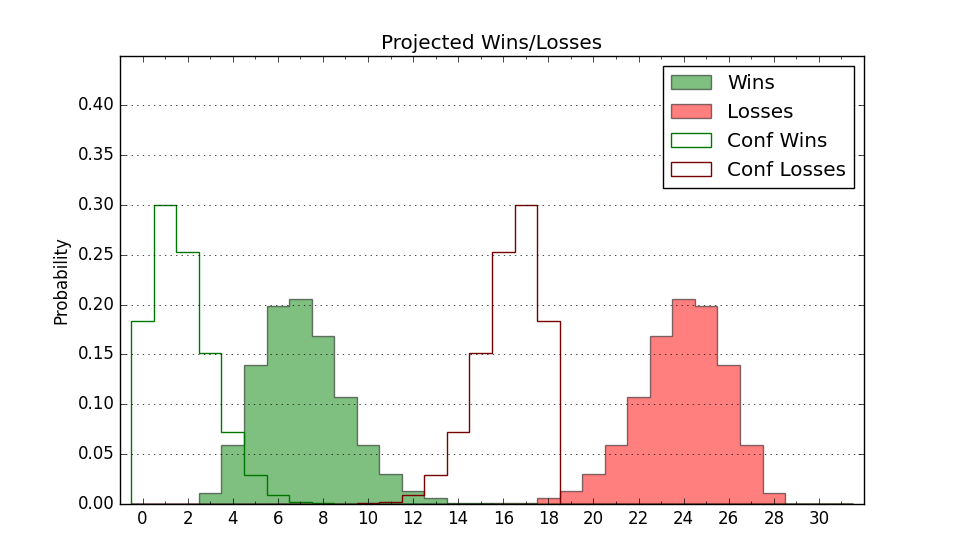 Projected Wins/Losses
Wins
Losses
Conf Wins
Conf Losses
Probability
0.40
0.35
0.30
0.25
0.20
0.15
0.10
0.05
0.00
0 2 4 6 8 10 12 14 16 18 20 22 24 26 28 30